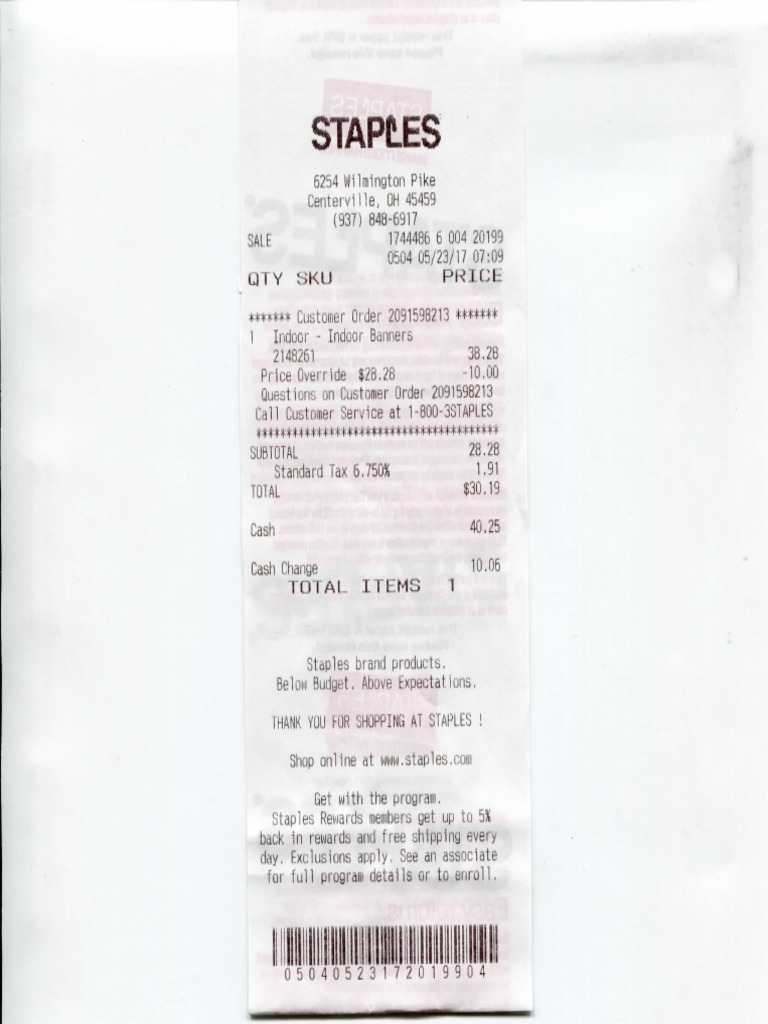 STAPLES
6254 Wilmington Pike
Centerville, OH 45459
(937) 848-6917
SALE 1744486 6 004 20199
0504 05/23/17 07:09
QTY SKU PRICE
******* Customer Order 2091598213 *******
1 Indoor - Indoor Banners
2148261 38.28
Price Override $28.28 -10.00
Questions on Customer Order 2091598213
Call Customer Service at 1-800-3STAPLES
*****************************************
SUBTOTAL 28.28
Standard Tax 6.750% 1.91
TOTAL $30.19
Cash 40.25
Cash Change 10.06
TOTAL ITEMS 1
Staples brand products.
Below Budget. Above Expectations.
THANK YOU FOR SHOPPING AT STAPLES !
Shop online at www.staples.com
Get with the program.
Staples Rewards members get up to 5%
back in rewards and free shipping every
day. Exclusions apply. See an associate
for full program details or to enroll.
05040523172019904